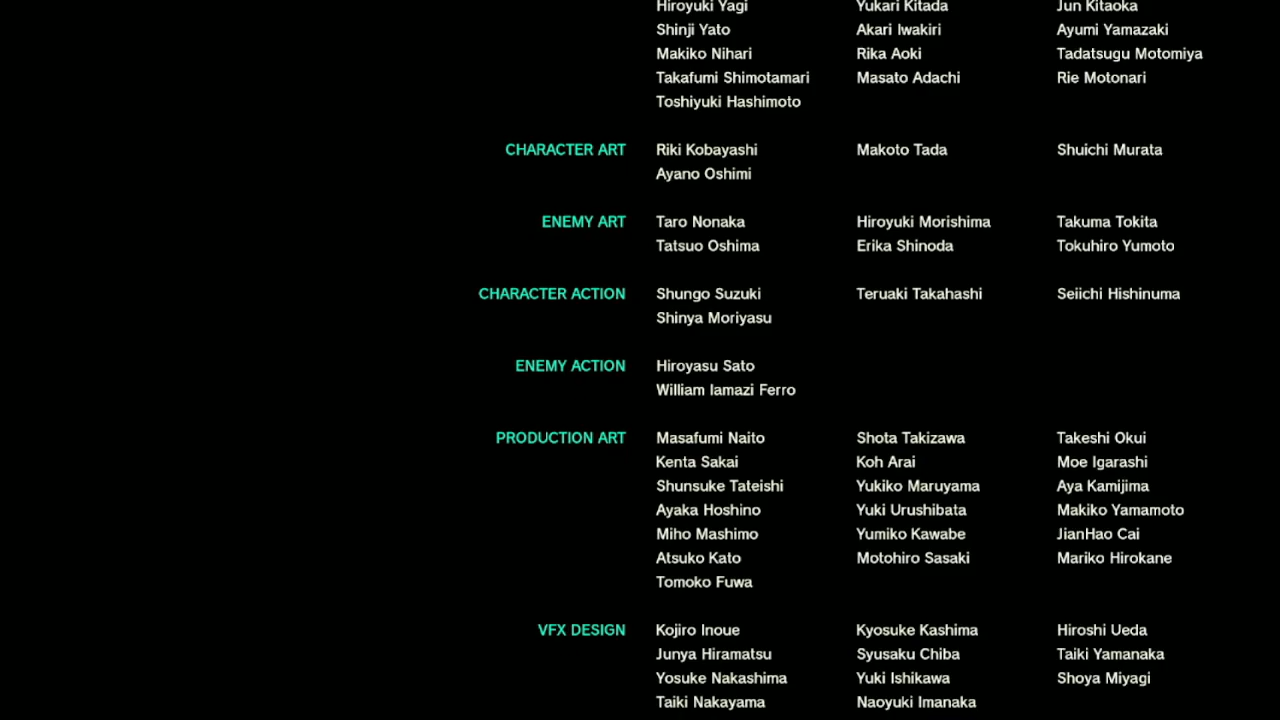 Hiroyuki Yagi Yukari Kitada Jun Kitaoka
Shinji Yato Akari Iwakiri Ayumi Yamazaki
Makiko Nihari Rika Aoki Tadatsugu Motomiya
Takafumi Shimotamari Masato Adachi Rie Motonari
Toshiyuki Hashimoto
CHARACTER ART Riki Kobayashi Makoto Tada Shuichi Murata
Ayano Oshimi
ENEMY ART Taro Nonaka Hiroyuki Morishima Takuma Tokita
Tatsuo Oshima Erika Shinoda Tokuhiro Yumoto
CHARACTER ACTION Shungo Suzuki Teruaki Takahashi Seiichi Hishinuma
Shinya Moriyasu
ENEMY ACTION Hiroyasu Sato
William Iamazi Ferro
PRODUCTION ART Masafumi Naito Shota Takizawa Takeshi Okui
Kenta Sakai Koh Arai Moe Igarashi
Shunsuke Tateishi Yukiko Maruyama Aya Kamijima
Ayaka Hoshino Yuki Urushibata Makiko Yamamoto
Miho Mashimo Yumiko Kawabe JianHao Cai
Atsuko Kato Motohiro Sasaki Mariko Hirokane
Tomoko Fuwa
VFX DESIGN Kojiro Inoue Kyosuke Kashima Hiroshi Ueda
Junya Hiramatsu Syusaku Chiba Taiki Yamanaka
Yosuke Nakashima Yuki Ishikawa Shoya Miyagi
Taiki Nakayama Naoyuki Imanaka